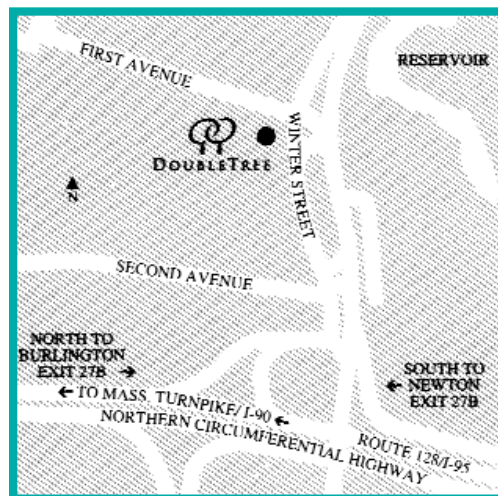 FIRST AVENUE
RESERVOIR
DOUBLETREE
WINTER STREET
N
SECOND AVENUE
NORTH TO
BURLINGTON
EXIT 27B →
← TO MASS. TURNPIKE/I-90 ←
← SOUTH TO
NEWTON
EXIT 27B
NORTHERN CIRCUMFERENTIAL HIGHWAY
ROUTE 128/I-95